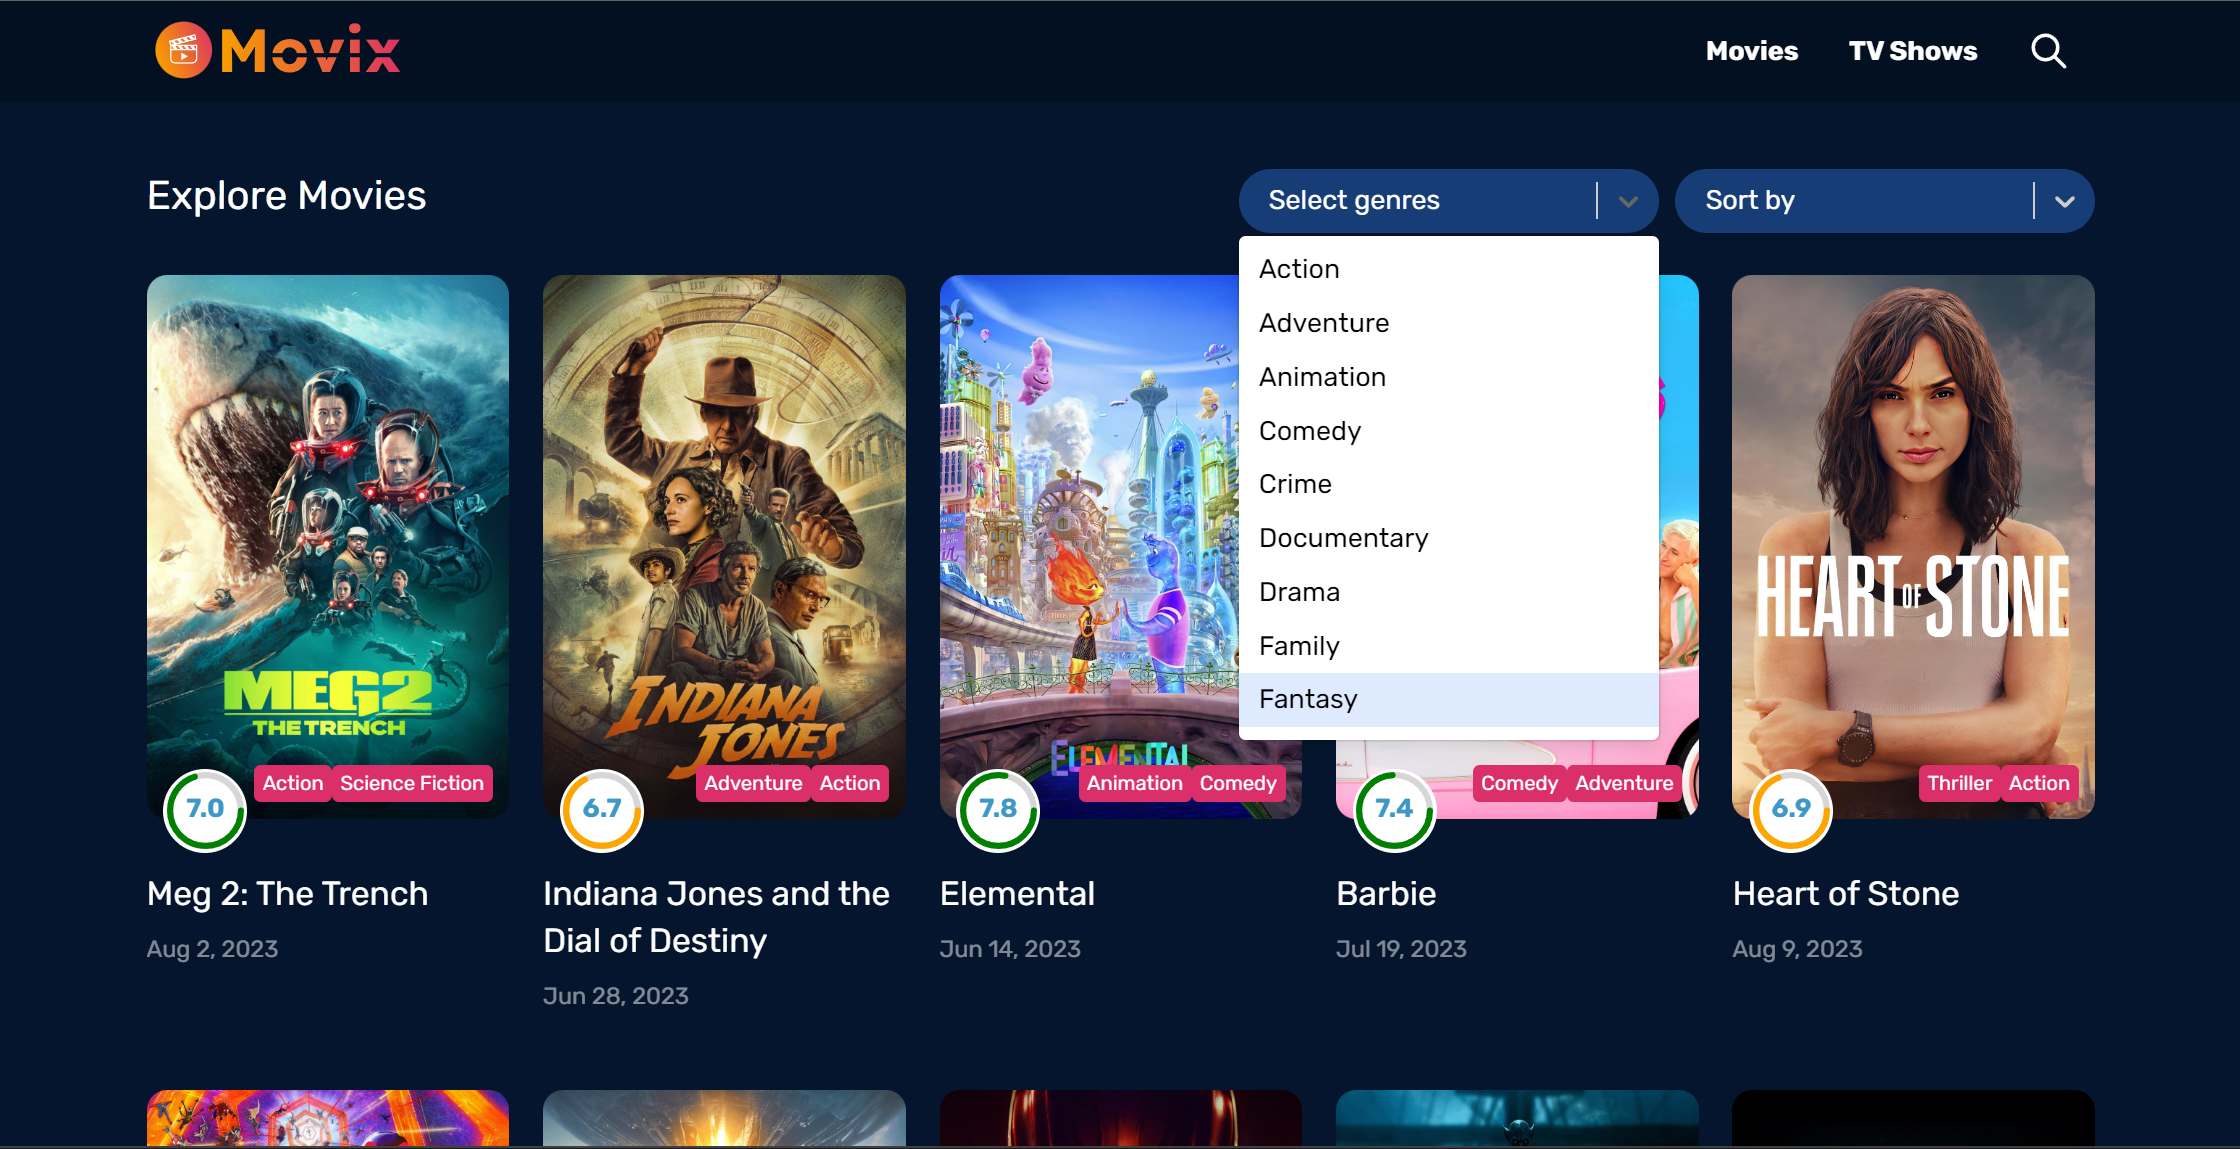 Movix
Movies
TV Shows
Explore Movies
Select genres
Sort by
Action
Adventure
Animation
Comedy
Crime
Documentary
Drama
Family
Fantasy
MEG2
THE TRENCH
Action
Science Fiction
7.0
Meg 2: The Trench
Aug 2, 2023
INDIANA
JONES
Adventure
Action
6.7
Indiana Jones and the
Dial of Destiny
Jun 28, 2023
ELEMENTAL
Animation
Comedy
7.8
Elemental
Jun 14, 2023
Comedy
Adventure
7.4
Barbie
Jul 19, 2023
HEART OF STONE
Thriller
Action
6.9
Heart of Stone
Aug 9, 2023